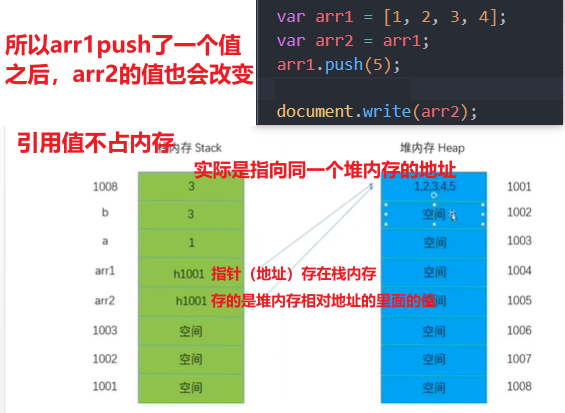 所以arr1push了一个值
之后，arr2的值也会改变
var arr1 = [1, 2, 3, 4];
var arr2 = arr1;
arr1.push(5);
document.write(arr2);
引用值不占内存
内存 Stack
堆内存 Heap
实际是指向同一个堆内存的地址
1008 3 1,2,3,4,5 1001
b 3 空间 1002
a 1 空间 1003
arr1 h1001 指针（地址）存在栈内存 空间 1004
arr2 h1001 存的是堆内存相对地址的里面的值 间 1005
1003 空间 空间 1006
1002 空间 空间 1007
1001 空间 空间 1008